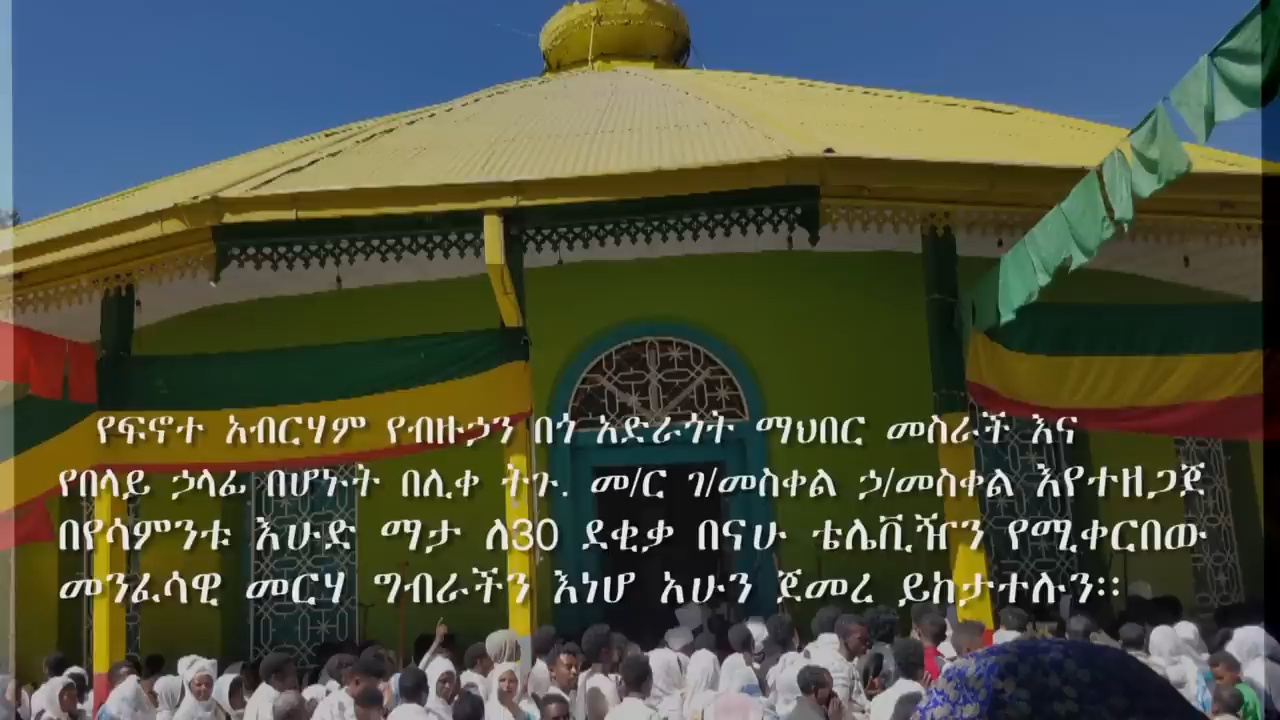 የፍኖተ አብርሃም የብዙኃን በጎ አድራጎት ማህበር መስራች እና
የበላይ ኃላፊ በሆኑት በሊቀ ትጉ. መ/ር ገ/መስቀል ኃ/መስቀል እየተዘጋጀ
በየሳምንቱ እሁድ ማታ ለ30 ደቂቃ በናሁ ቴሌቪዥን የሚቀርበው
መንፈሳዊ መርሃ ግብራችን እነሆ አሁን ጀመረ ይከታተሉን።